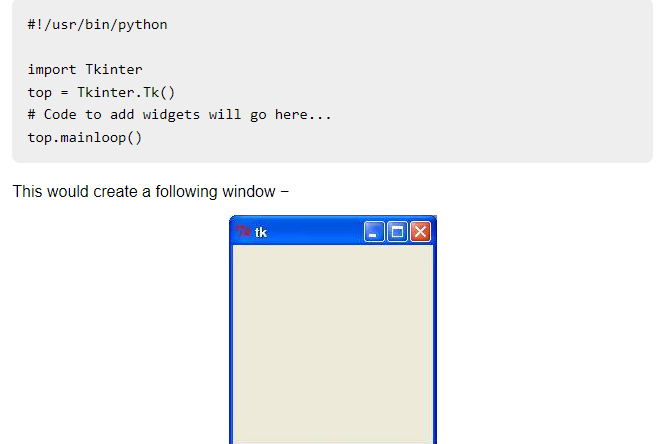 #!/usr/bin/python
import Tkinter
top = Tkinter.Tk()
# Code to add widgets will go here...
top.mainloop()
This would create a following window –
tk